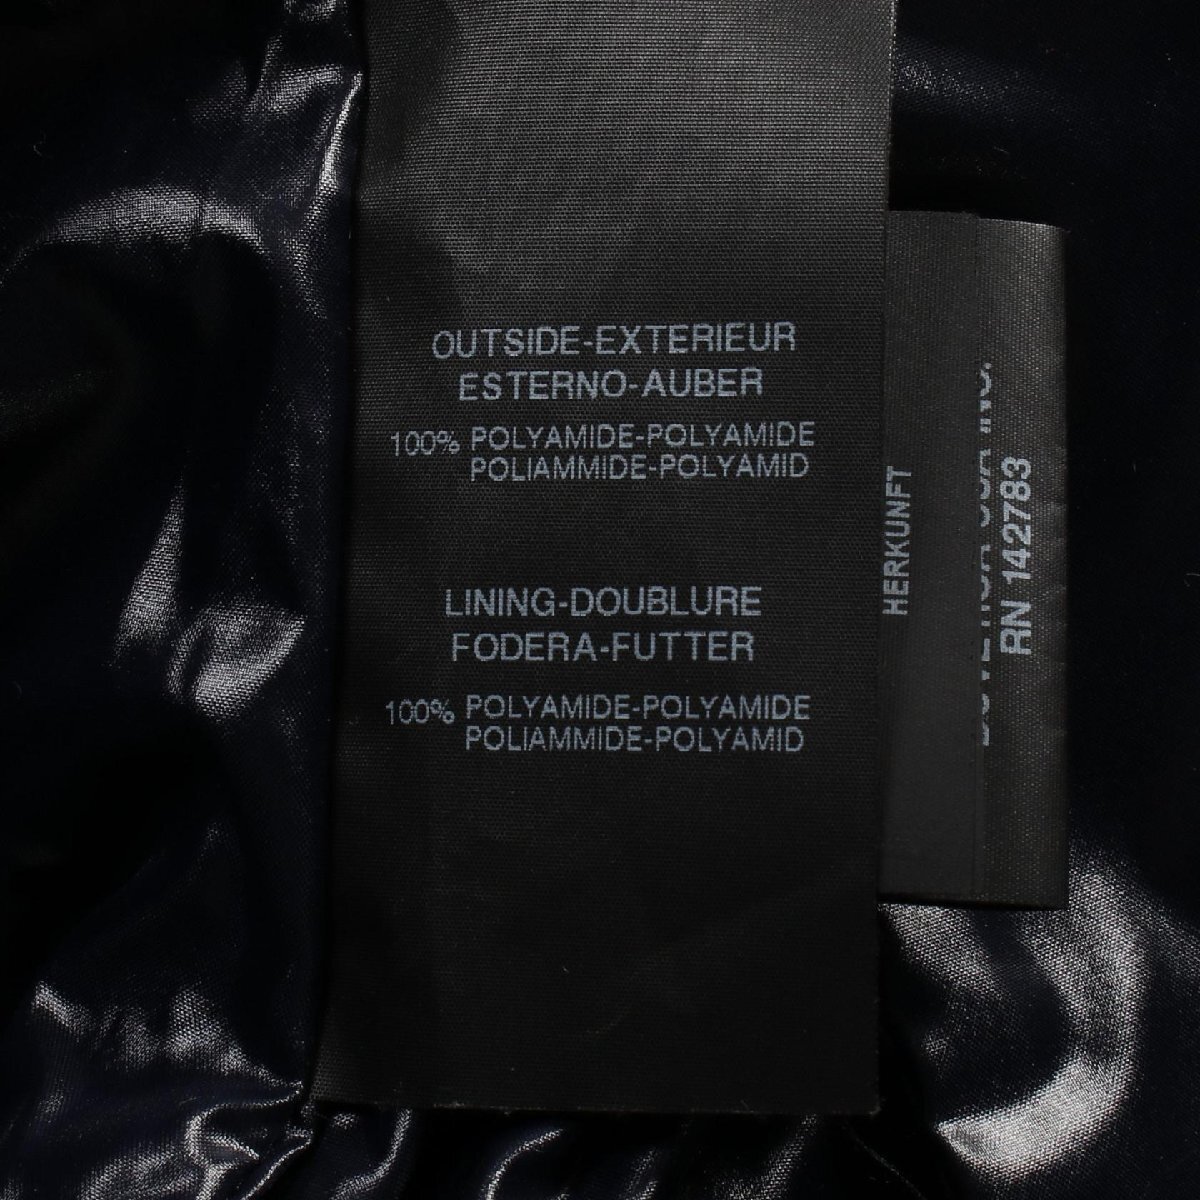 OUTSIDE-EXTERIEUR
ESTERNO-AUBER
100% POLYAMIDE-POLYAMIDE
POLIAMMIDE-POLYAMID
LINING-DOUBLURE
FODERA-FUTTER
100% POLYAMIDE-POLYAMIDE
POLIAMMIDE-POLYAMID
HERKUNFT
RN 142783